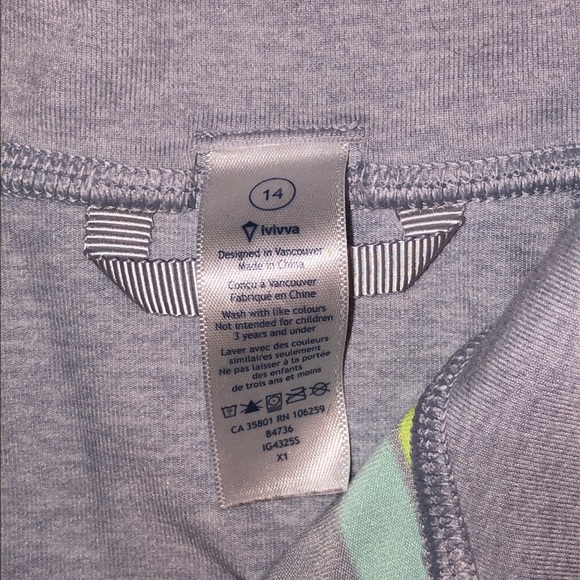 14
ivivva
Designed in Vancouver
Made in China
Conçu à Vancouver
Fabriqué en Chine
Wash with like colours
Not intended for children
3 years and under
Laver avec des couleurs
similaires seulement
Ne pas laisser à la portée
des enfants
de trois ans et moins
CA 35801 RN 106259
84736
IG4325S
X1